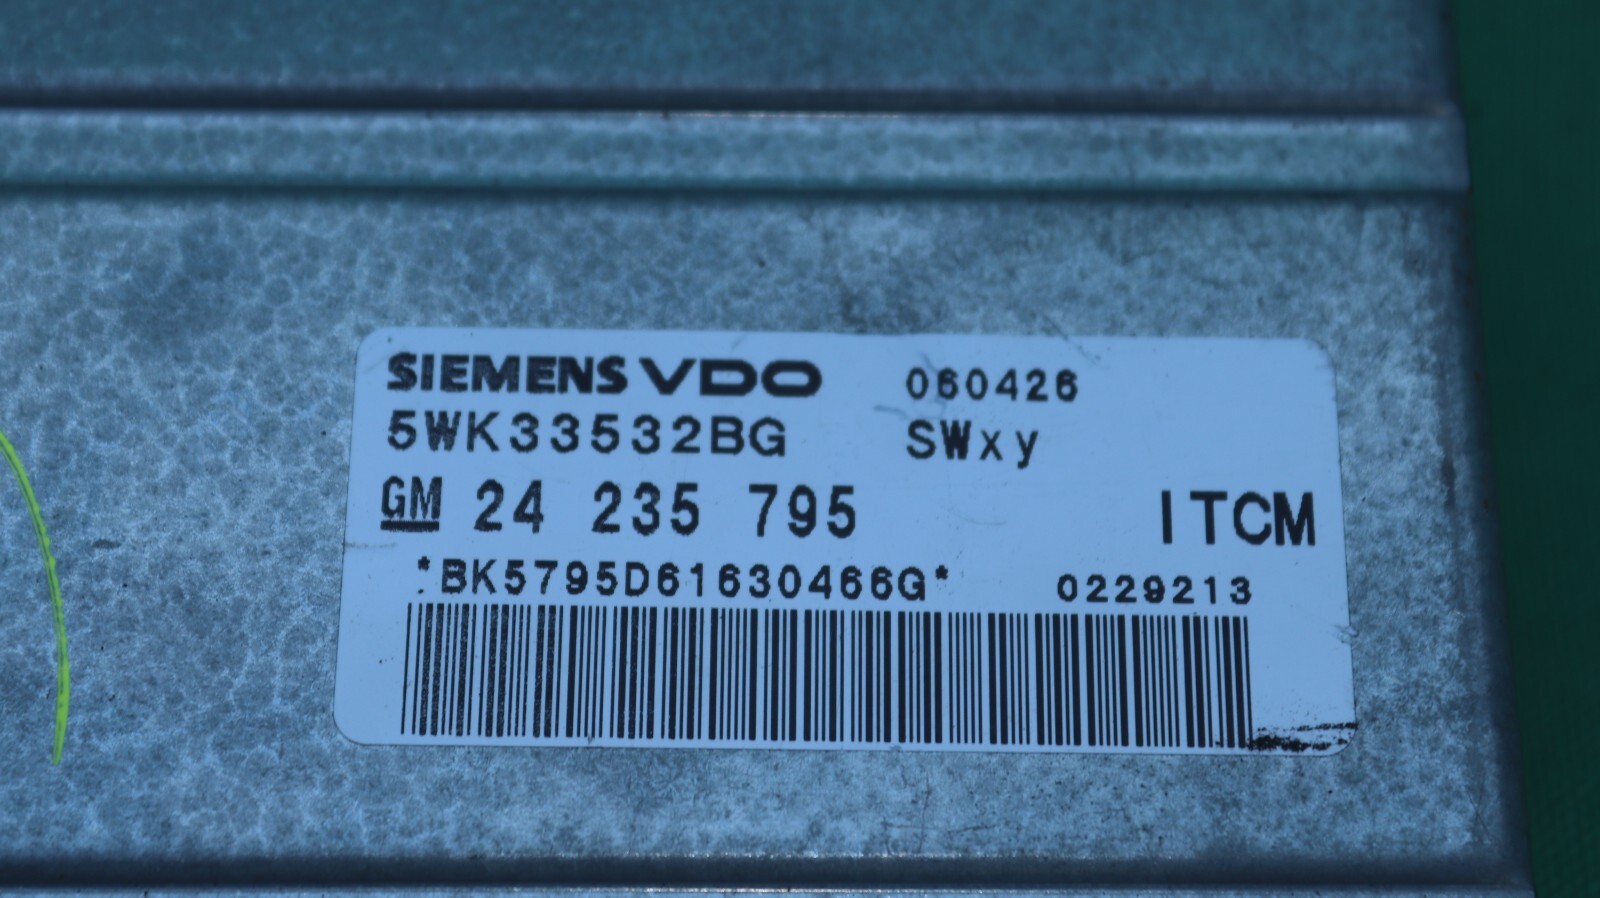 SIEMENS VDO 060426
5WK33532BG SWxy
GM 24 235 795 ITCM
*BK5795D61630466G* 0229213